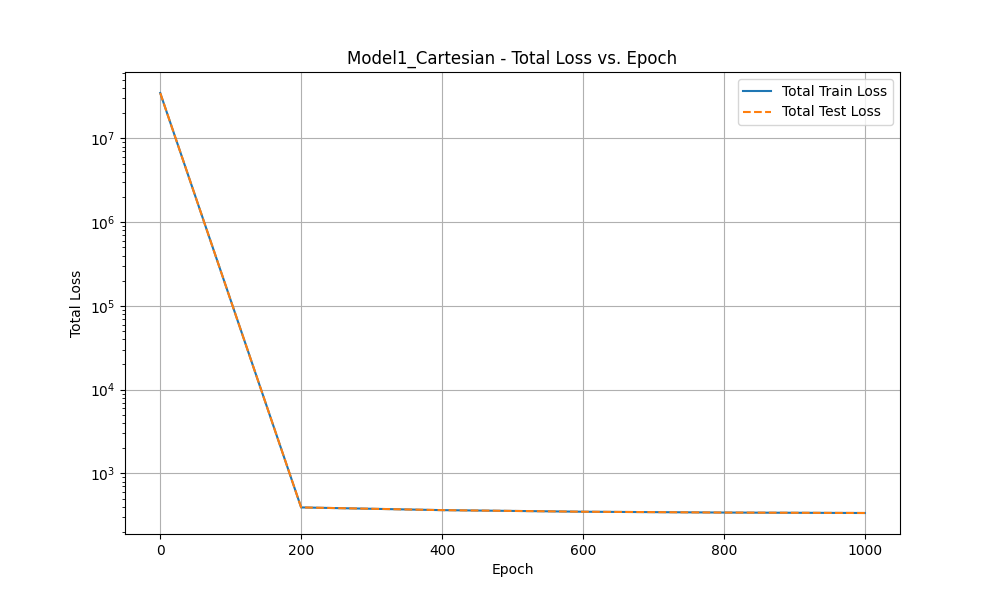 Model1_Cartesian - Total Loss vs. Epoch
Total Train Loss
Total Test Loss
Total Loss
10⁷
10⁶
10⁵
10⁴
10³
0 200 400 600 800 1000
Epoch